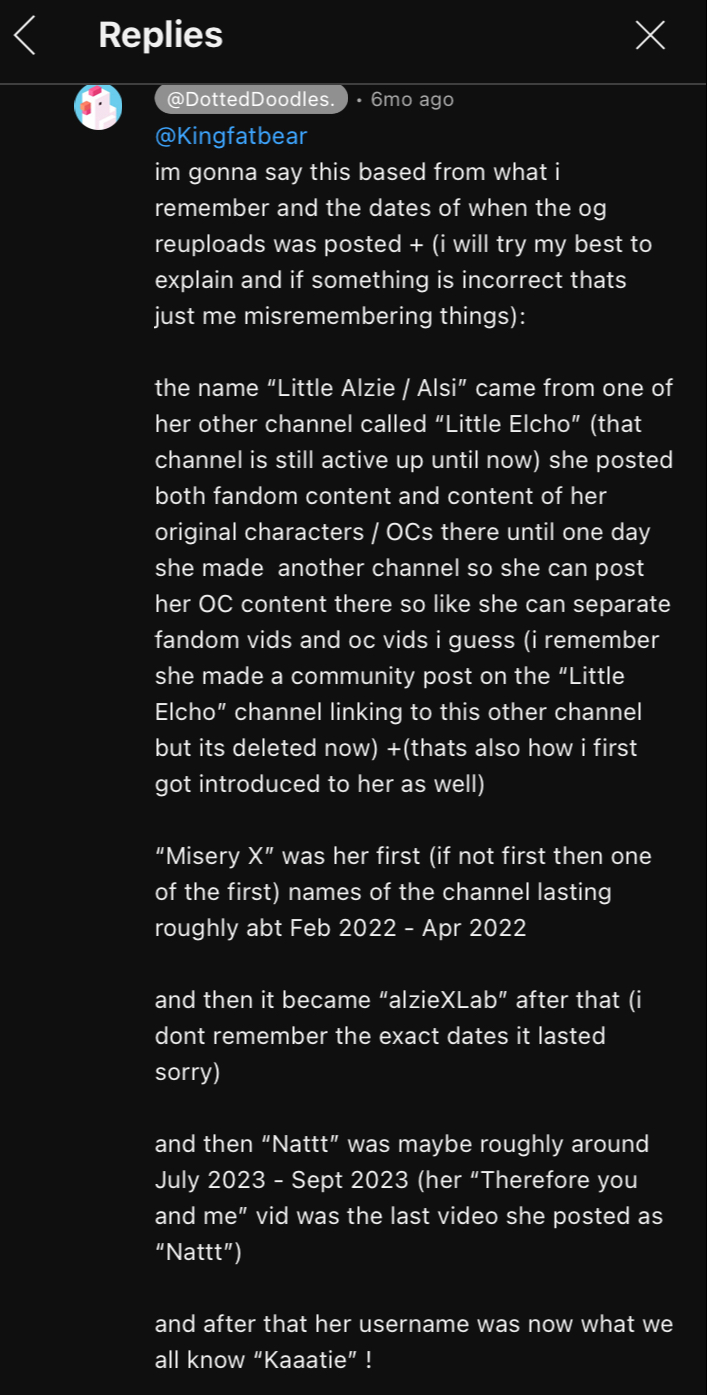 Replies
@DottedDoodles. • 6mo ago
@Kingfatbear
im gonna say this based from what i
remember and the dates of when the og
reuploads was posted + (i will try my best to
explain and if something is incorrect thats
just me misremembering things):
the name “Little Alzie / Alsi” came from one of
her other channel called “Little Elcho” (that
channel is still active up until now) she posted
both fandom content and content of her
original characters / OCs there until one day
she made  another channel so she can post
her OC content there so like she can separate
fandom vids and oc vids i guess (i remember
she made a community post on the “Little
Elcho” channel linking to this other channel
but its deleted now) +(thats also how i first
got introduced to her as well)
“Misery X” was her first (if not first then one
of the first) names of the channel lasting
roughly abt Feb 2022 - Apr 2022
and then it became “alzieXLab” after that (i
dont remember the exact dates it lasted
sorry)
and then “Nattt” was maybe roughly around
July 2023 - Sept 2023 (her “Therefore you
and me” vid was the last video she posted as
“Nattt”)
and after that her username was now what we
all know “Kaaatie” !